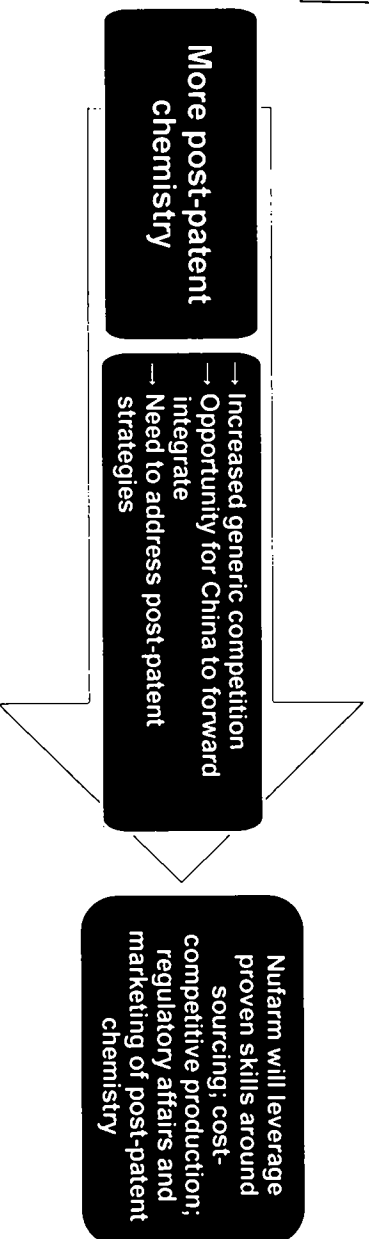 More post-patent
chemistry
→ Increased generic competition
→ Opportunity for China to forward
integrate
→ Need to address post-patent
strategies
Nufarm will leverage
proven skills around
sourcing; cost-
competitive production;
regulatory affairs and
marketing of post-patent
chemistry